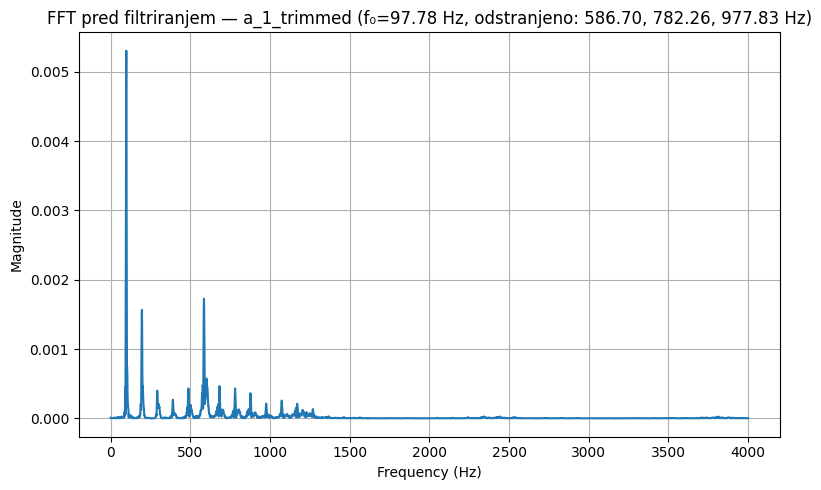 FFT pred filtriranjem — a_1_trimmed (f₀=97.78 Hz, odstranjeno: 586.70, 782.26, 977.83 Hz)
0.005
0.004
0.003
0.002
0.001
0.000
Magnitude
0 500 1000 1500 2000 2500 3000 3500 4000
Frequency (Hz)